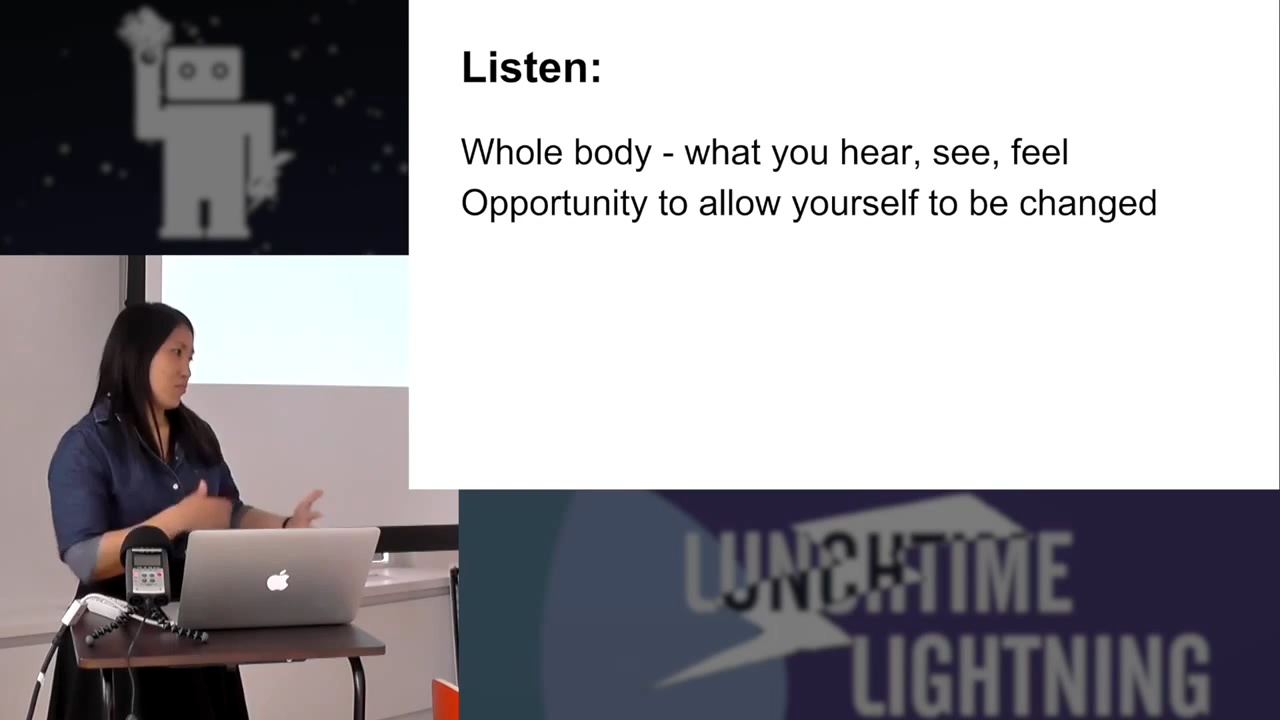 Listen:
Whole body - what you hear, see, feel
Opportunity to allow yourself to be changed
LUNCHTIME
LIGHTNING